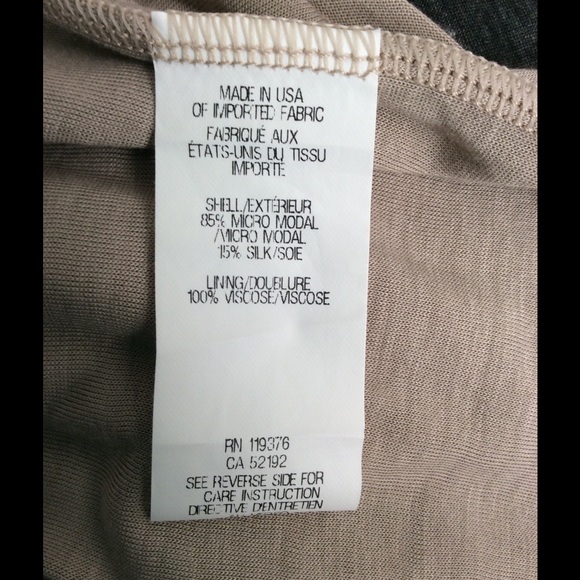 MADE IN USA
OF IMPORTED FABRIC
FABRIQUÉ AUX
ÉTATS-UNIS DU TISSU
IMPORTE
SHELL/EXTÉRIEUR
85% MICRO MODAL
/MICRO MODAL
15% SILK/SOIE
LINING/DOUBLURE
100% VISCOSE/VISCOSE
RN 119376
CA 52192
SEE REVERSE SIDE FOR
CARE INSTRUCTION
DIRECTIVE D'ENTRETIEN